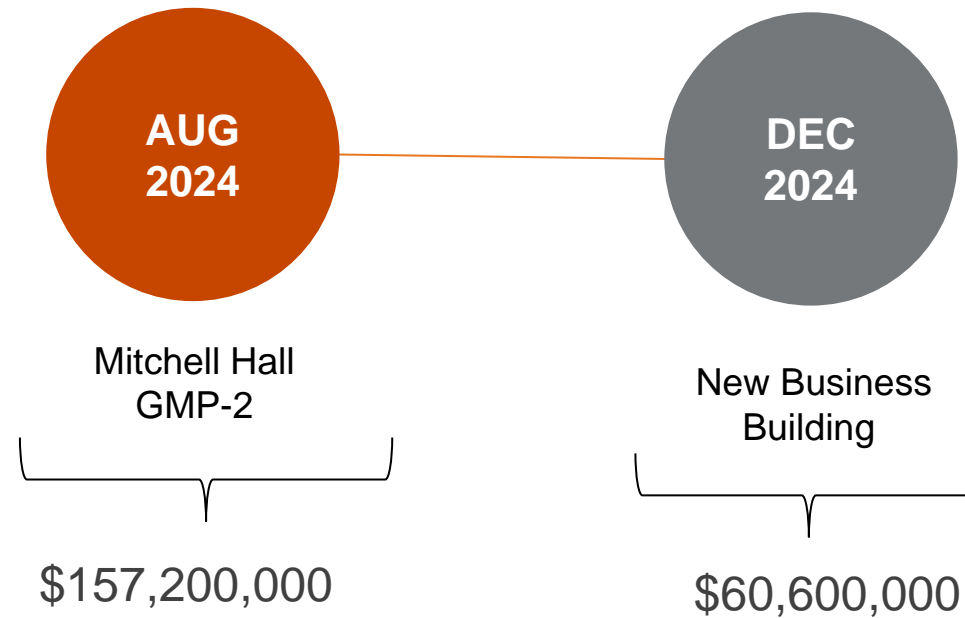 AUG
2024
DEC
2024
Mitchell Hall
GMP-2
New Business
Building
$157,200,000
$60,600,000